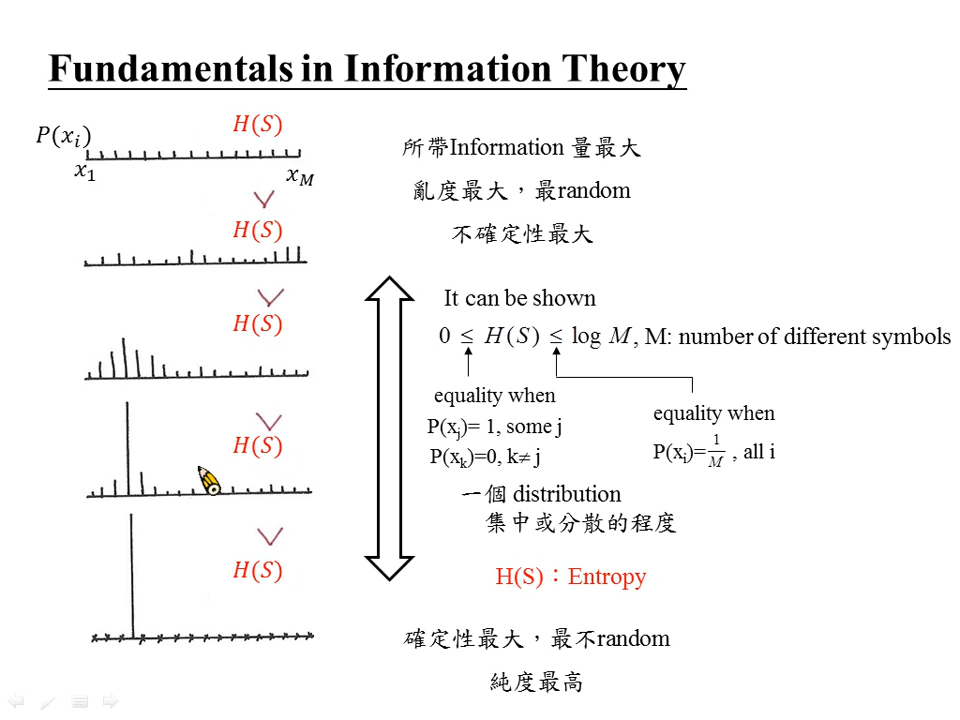 Fundamentals in Information Theory
P(x_i)
H(S)
x_1
x_M
H(S)
H(S)
H(S)
H(S)
所帶Information 量最大
亂度最大，最random
不確定性最大
It can be shown
0 ≤ H(S) ≤ log M, M: number of different symbols
equality when
P(x_j)= 1, some j
P(x_k)=0, k≠ j
equality when
P(x_i)=1/M , all i
一個 distribution
集中或分散的程度
H(S)：Entropy
確定性最大，最不random
純度最高